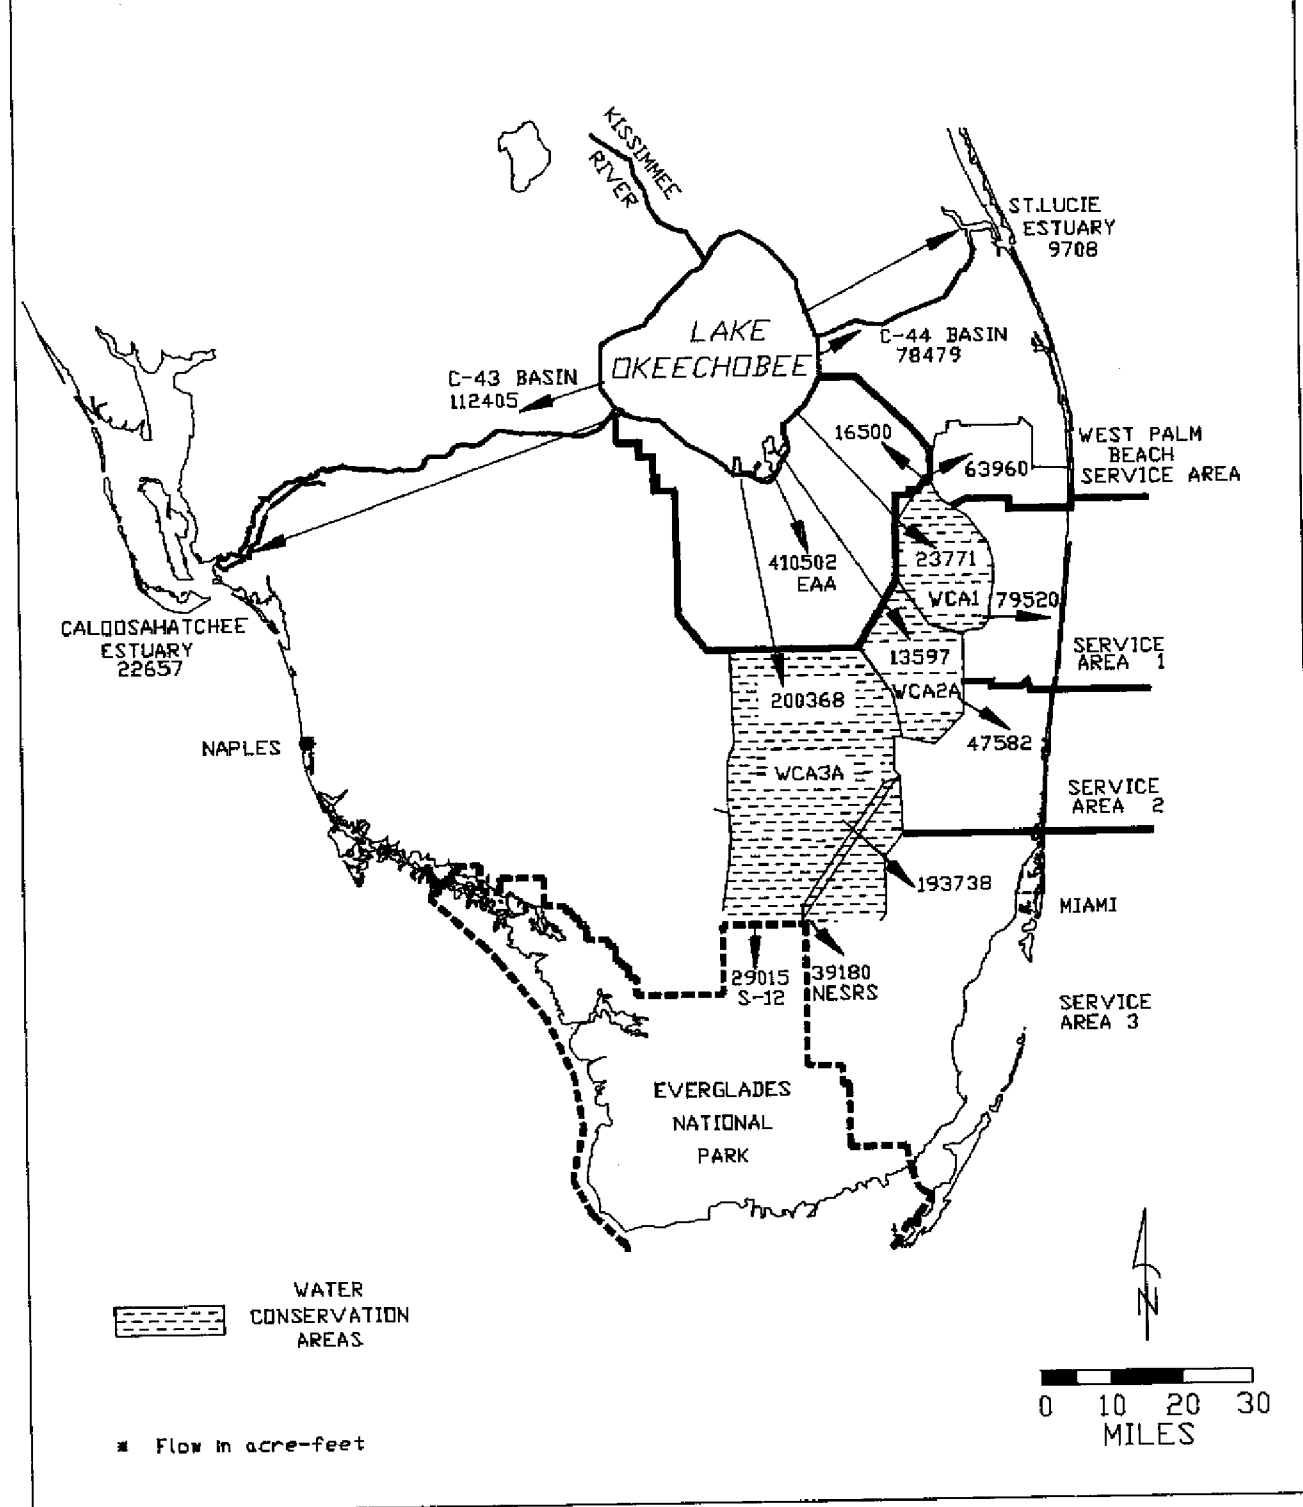 KISSIMMEE
RIVER
ST.LUCIE
ESTUARY
9708
LAKE
OKEECHOBEE
C-44 BASIN
78479
C-43 BASIN
112405
16500
63960
WEST PALM
BEACH
SERVICE AREA
410502
EAA
23771
WCA1
79520
CALOOSAHATCHEE
ESTUARY
22657
13597
SERVICE
AREA 1
200368
WCA2A
NAPLES
47582
WCA3A
SERVICE
AREA 2
193738
MIAMI
29015
S-12
39180
NESRS
SERVICE
AREA 3
EVERGLADES
NATIONAL
PARK
WATER
CONSERVATION
AREAS
N
0 10 20 30
MILES
* Flow in acre-feet